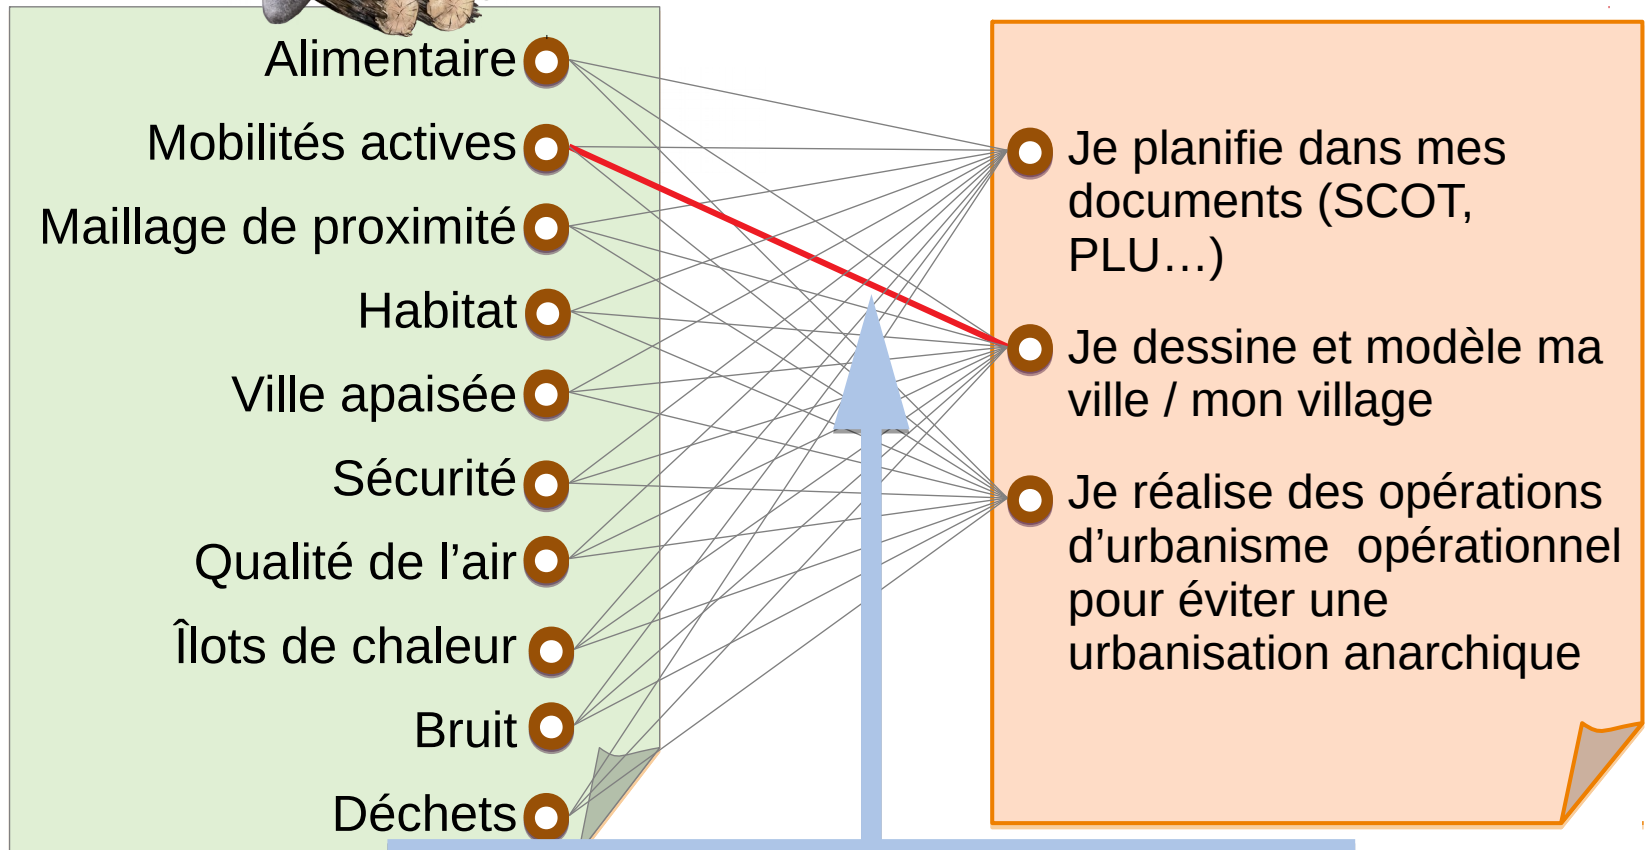 Alimentaire
Mobilités actives
Maillage de proximité
Habitat
Ville apaisée
Sécurité
Qualité de l’air
Îlots de chaleur
Bruit
Déchets
Je planifie dans mes
documents (SCOT,
PLU…)
Je dessine et modèle ma
ville / mon village
Je réalise des opérations
d’urbanisme opérationnel
pour éviter une
urbanisation anarchique